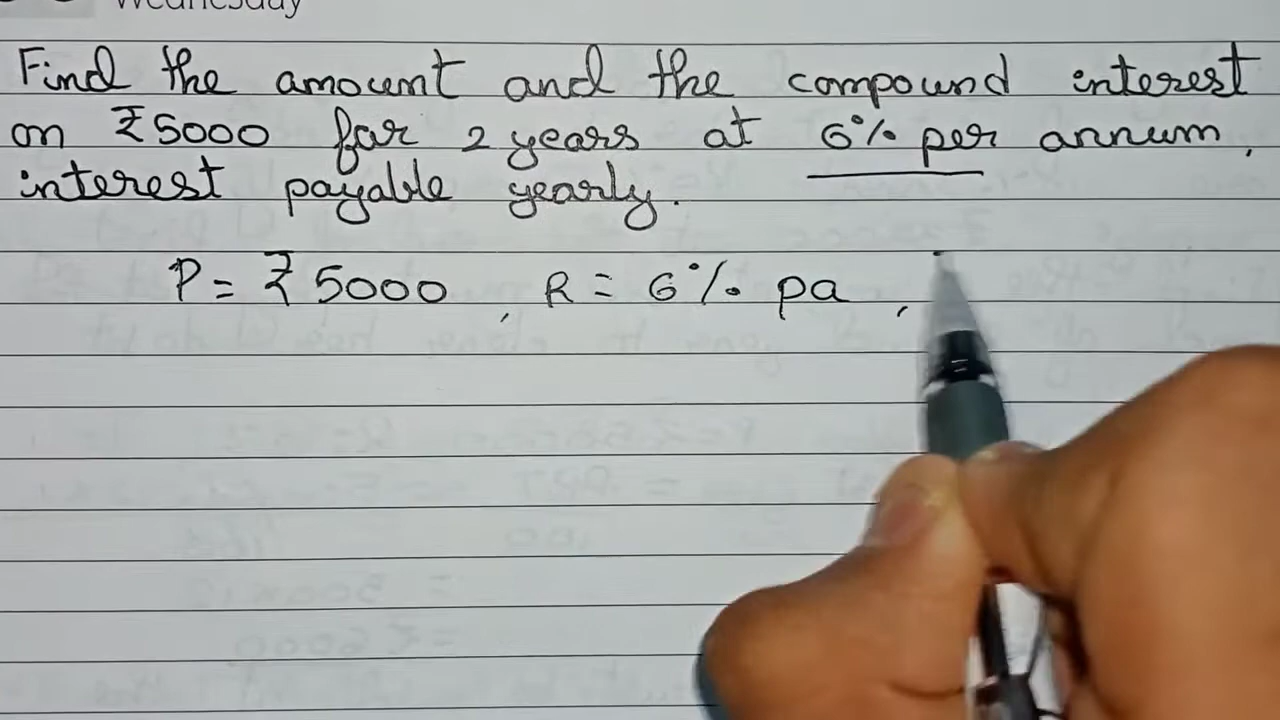 Wednesday
Find the amount and the compound interest
on ₹5000 for 2 years at 6% per annum,
interest payable yearly.
P = ₹5000, R = 6% pa,